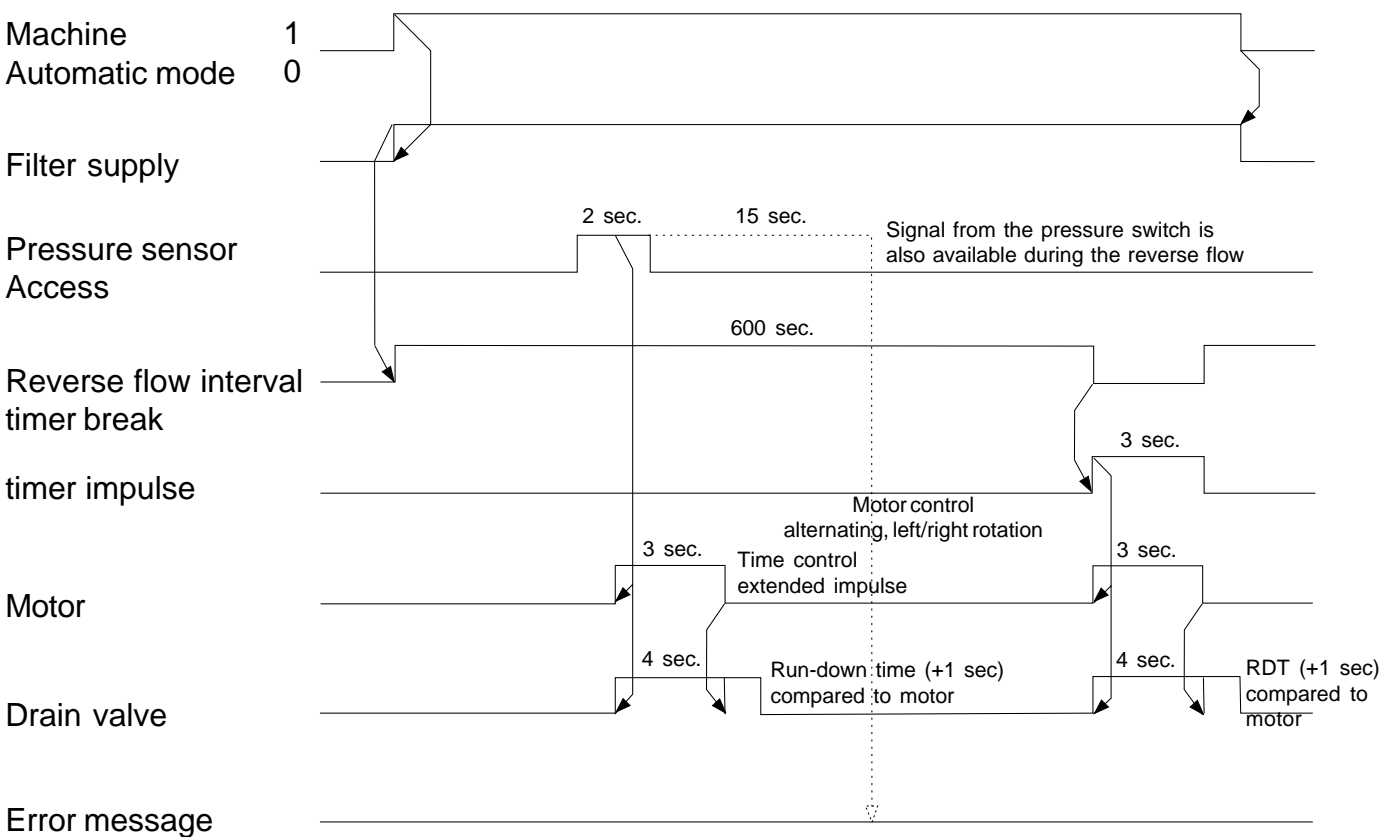 Machine 1
Automatic mode 0
Filter supply
2 sec. 15 sec.
Signal from the pressure switch is
also available during the reverse flow
Pressure sensor
Access
600 sec.
Reverse flow interval
timer break
3 sec.
timer impulse
Motor control
alternating, left/right rotation
3 sec.
Time control
extended impulse
3 sec.
Motor
4 sec.
Run-down time (+1 sec)
compared to motor
4 sec.
RDT (+1 sec)
compared to
motor
Drain valve
Error message